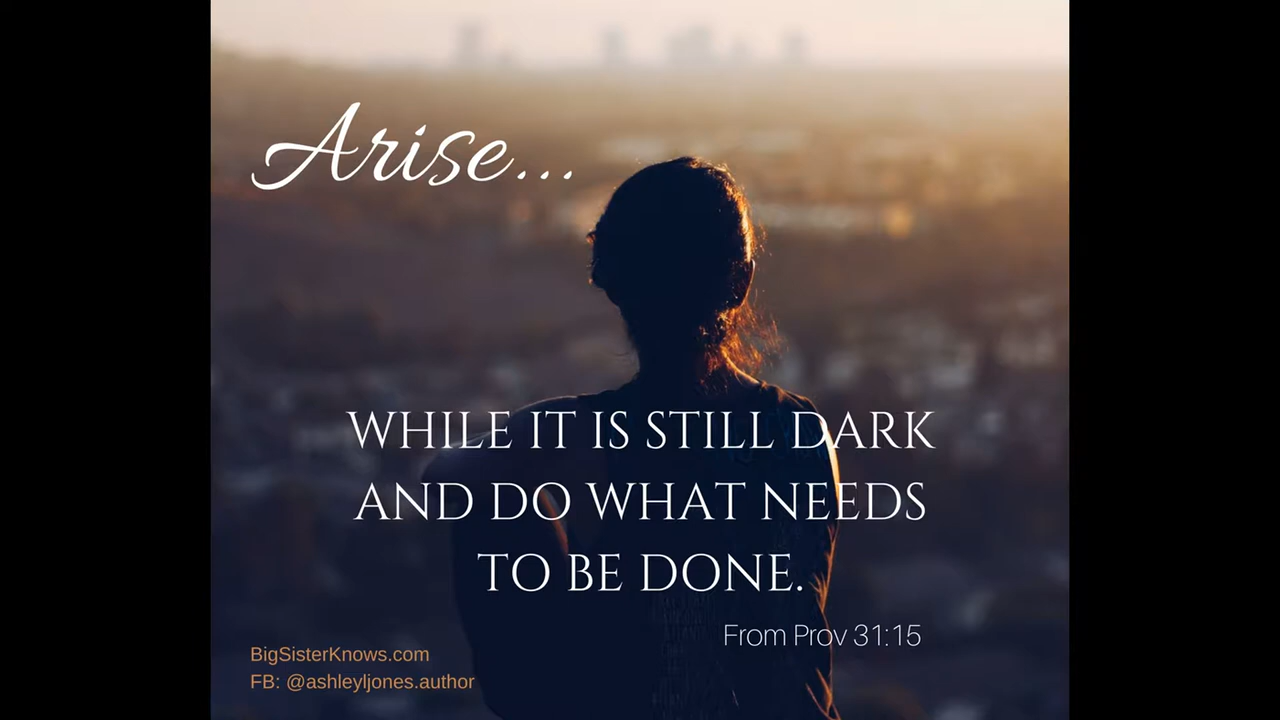 Arise...
WHILE IT IS STILL DARK
AND DO WHAT NEEDS
TO BE DONE.
From Prov 31:15
BigSisterKnows.com
FB: @ashleyljones.author